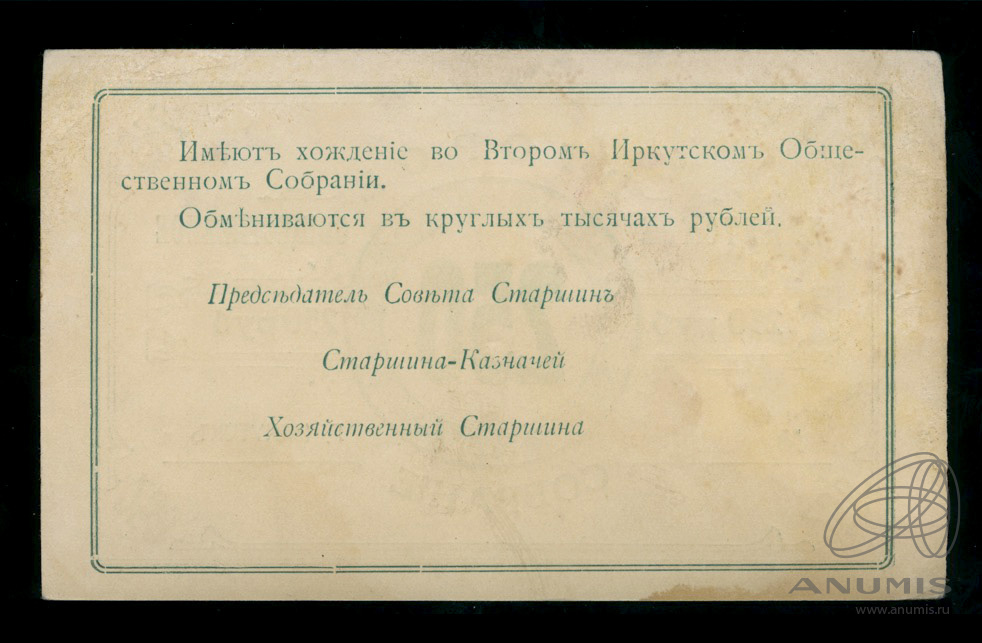 Имѣютъ хожденіе во Второмъ Иркутскомъ Обще-
ственномъ Собраніи.
Обмѣниваются въ круглыхъ тысячахъ рублей.
Предсѣдатель Совѣта Старшинъ
Старшина-Казначей
Хозяйственный Старшина
ANUMIS
www.anumis.ru